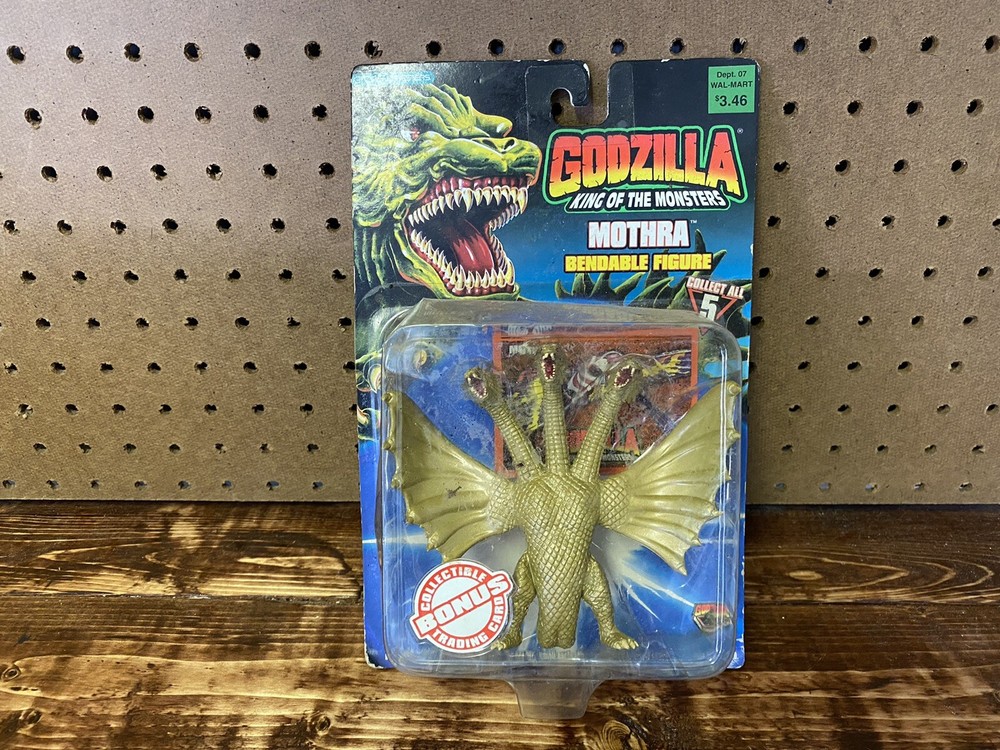 Dept. 07
WAL-MART
$3.46
GODZILLA®
KING OF THE MONSTERS
MOTHRA™
BENDABLE FIGURE
COLLECT ALL
5
COLLECTIBLE
BONUS
TRADING CARD